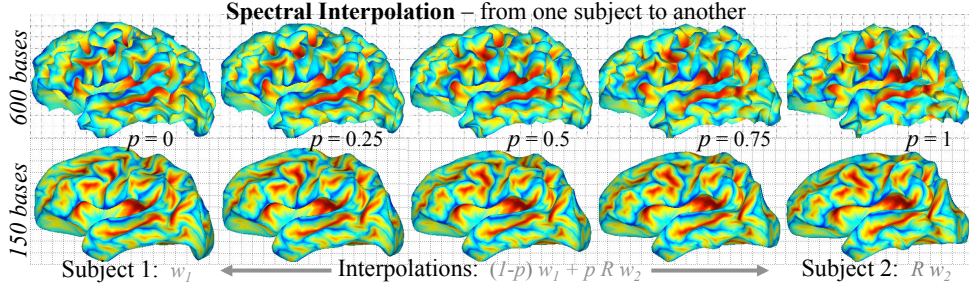 Spectral Interpolation – from one subject to another
600 bases
p = 0
p = 0.25
p = 0.5
p = 0.75
p = 1
150 bases
Subject 1: w₁
Interpolations: (1-p) w₁ + p R w₂
Subject 2: R w₂